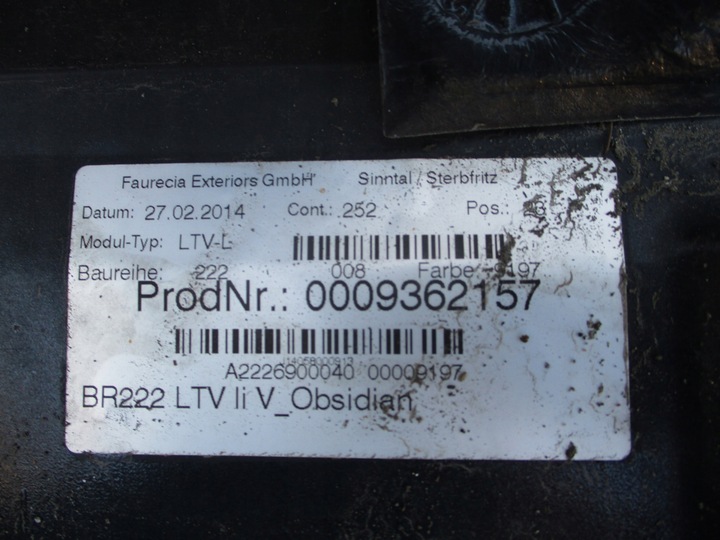 Faurecia Exteriors GmbH Sinntal / Sterbfritz
Datum: 27.02.2014 Cont.: 252 Pos.:
Modul-Typ: LTV-L
Baureihe: 222 008 Farbe: 9197
ProdNr.: 0009362157
A2226900040 00009197
BR222 LTV li V_Obsidian